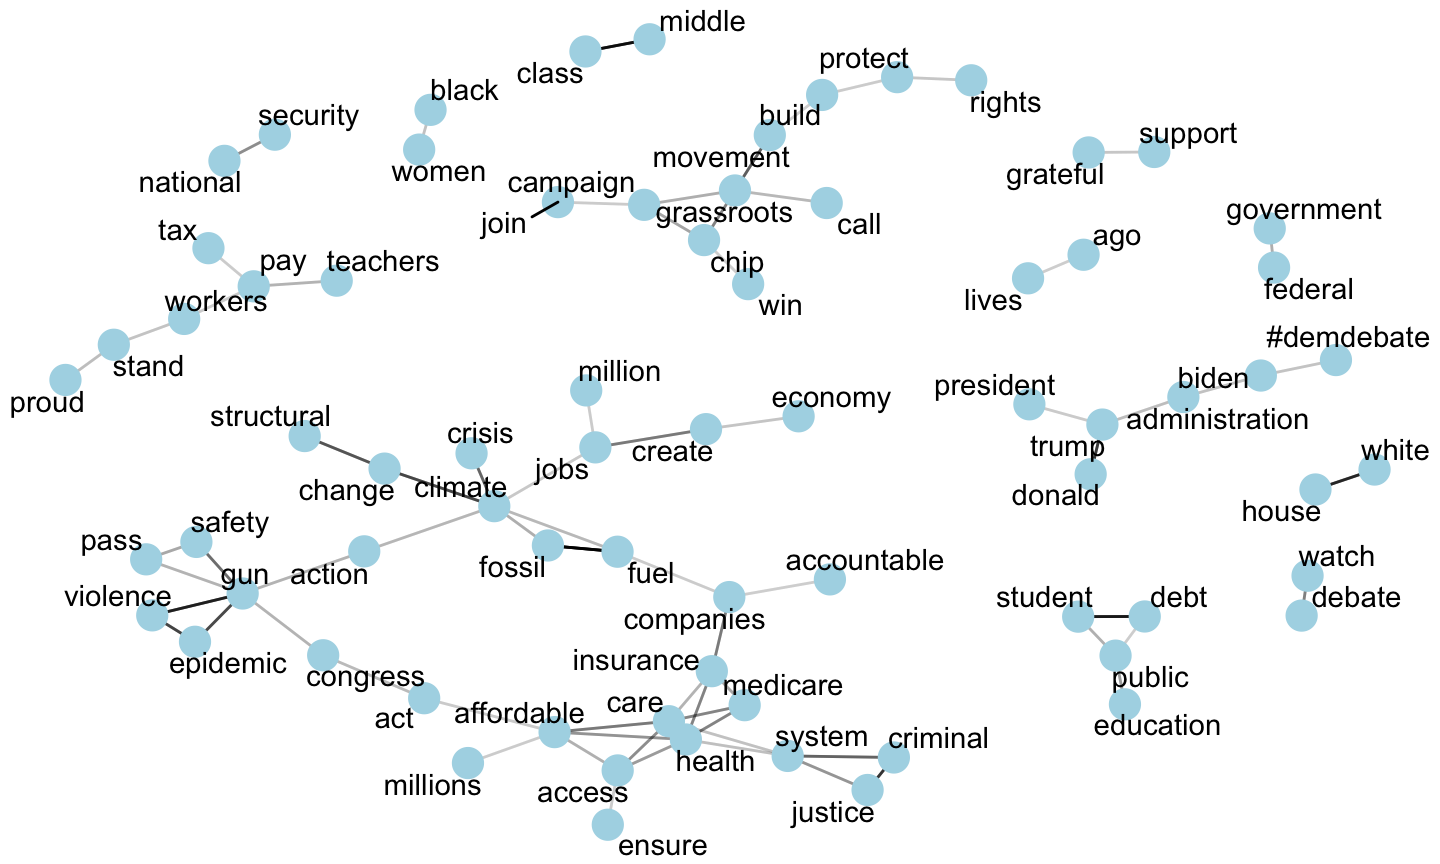 middle
class
protect
black
rights
security
build
support
movement
women
grateful
national
campaign
government
grassroots
join
call
tax
ago
pay
teachers
chip
federal
lives
workers
win
#demdebate
stand
million
biden
president
economy
proud
structural
administration
crisis
trump
white
create
jobs
change
climate
donald
house
safety
pass
watch
accountable
fossil
fuel
gun
action
violence
student
debt
debate
companies
epidemic
insurance
congress
public
medicare
care
affordable
act
education
system
criminal
health
millions
access
justice
ensure